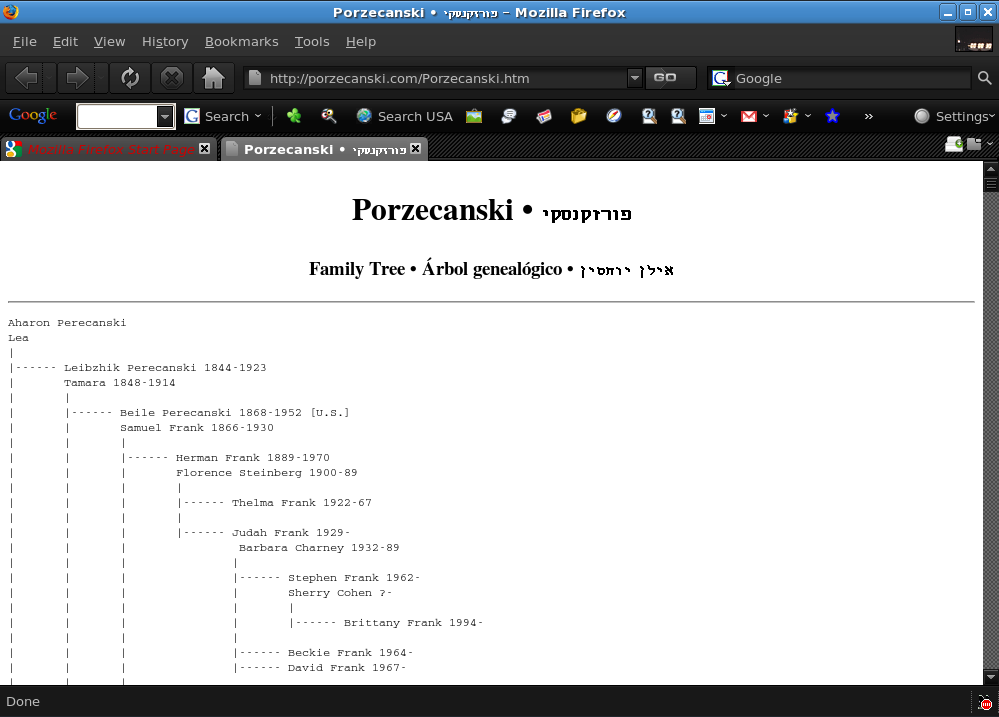 Porzecanski • פורזקנסקי - Mozilla Firefox
File Edit View History Bookmarks Tools Help
http://porzecanski.com/Porzecanski.htm GO Google
Google Search Search USA » Settings
Mozilla Firefox Start Page Porzecanski • פורזקנסקי
Porzecanski • פורזקנסקי
Family Tree • Árbol genealógico • אילן יוחסין
Aharon Perecanski
Lea
|
|------ Leibzhik Perecanski 1844-1923
|       Tamara 1848-1914
|       |
|       |------ Beile Perecanski 1868-1952 [U.S.]
|       |       Samuel Frank 1866-1930
|       |       |
|       |       |------ Herman Frank 1889-1970
|       |       |       Florence Steinberg 1900-89
|       |       |       |
|       |       |       |------ Thelma Frank 1922-67
|       |       |       |
|       |       |       |------ Judah Frank 1929-
|       |       |                Barbara Charney 1932-89
|       |       |               |
|       |       |               |------ Stephen Frank 1962-
|       |       |               |       Sherry Cohen ?-
|       |       |               |       |
|       |       |               |       |------ Brittany Frank 1994-
|       |       |               |
|       |       |               |------ Beckie Frank 1964-
|       |       |               |------ David Frank 1967-
|       |       |
Done